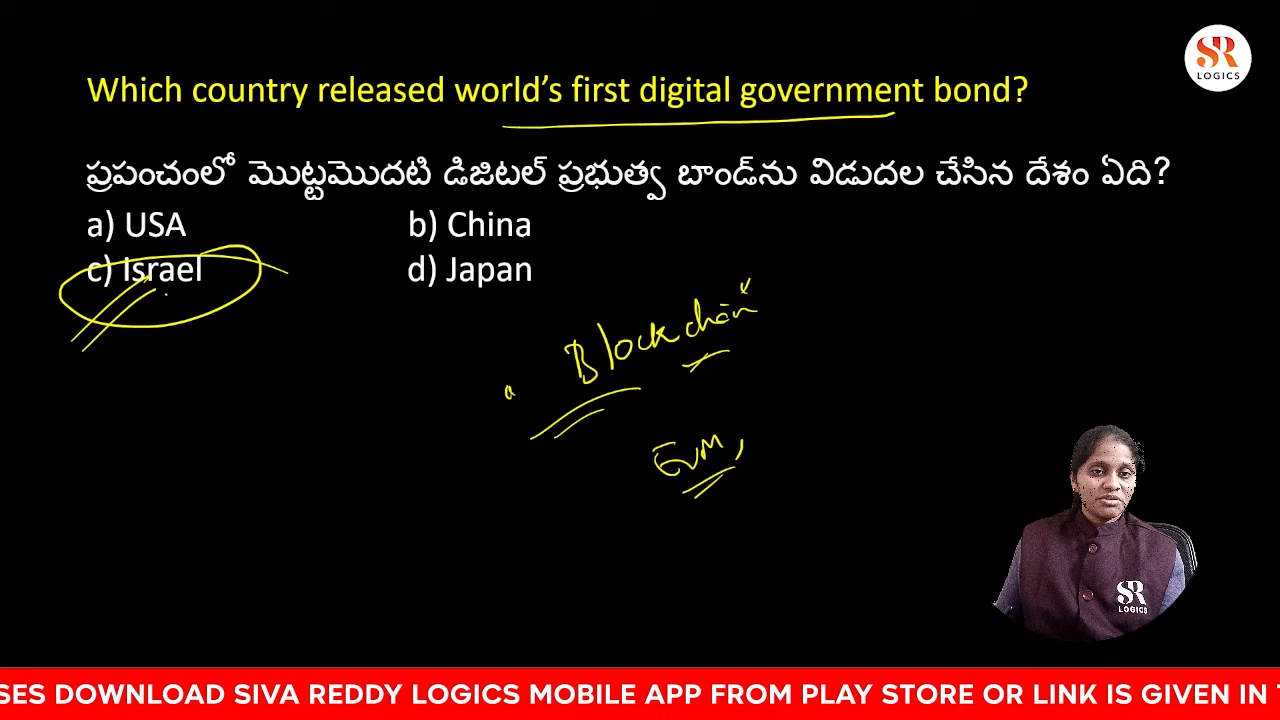 SR
LOGICS
Which country released world's first digital government bond?
ప్రపంచంలో మొట్టమొదటి డిజిటల్ ప్రభుత్వ బాండ్‌ను విడుదల చేసిన దేశం ఏది?
a) USA b) China
c) Israel d) Japan
Blockchain
EVM
SR
LOGICS
SES DOWNLOAD SIVA REDDY LOGICS MOBILE APP FROM PLAY STORE OR LINK IS GIVEN IN